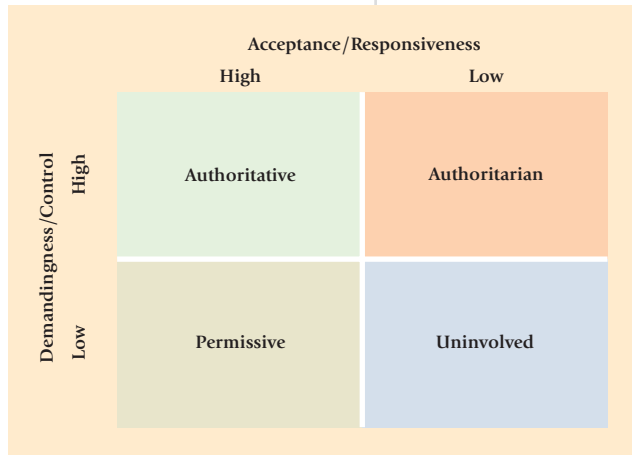 Acceptance/Responsiveness
High Low
Demandingness/Control
High
Authoritative Authoritarian
Low
Permissive Uninvolved